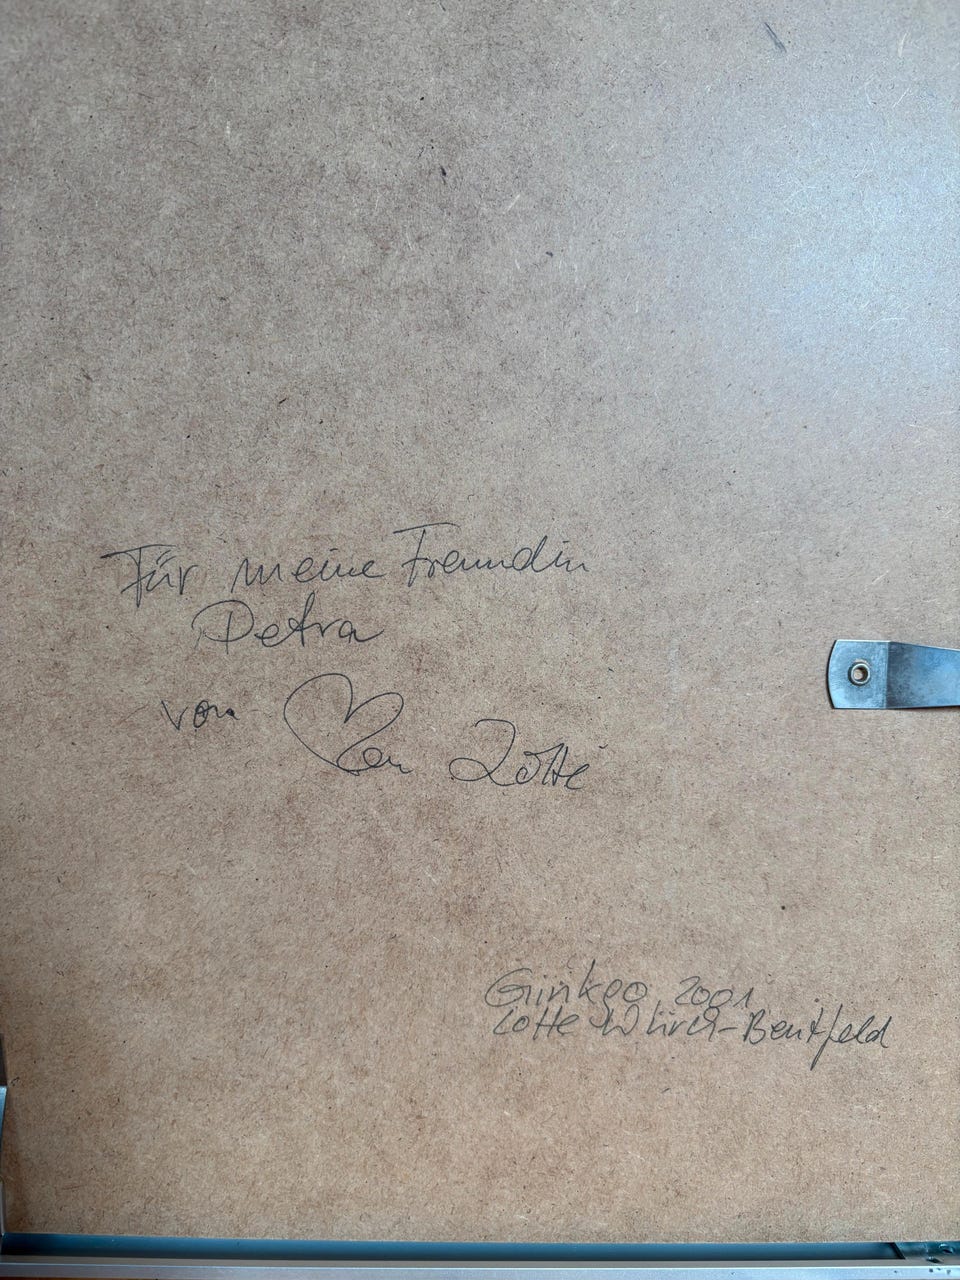 Für meine Freundin
Petra
von ♡en Lotte
Ginkgo 2001
Lotte